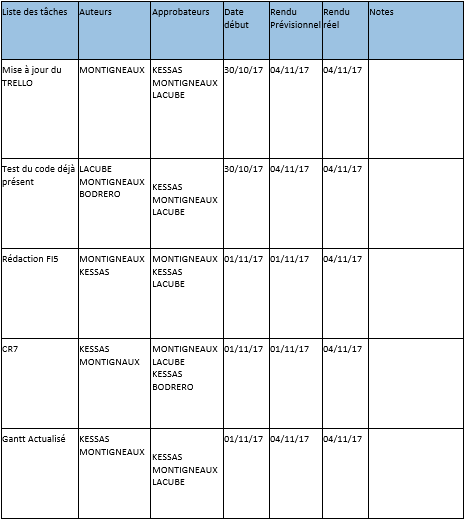 Liste des tâches Auteurs Approbateurs Date début Rendu Prévisionnel Rendu réel Notes
Mise à jour du TRELLO MONTIGNEAUX KESSAS MONTIGNEAUX LACUBE 30/10/17 04/11/17 04/11/17
Test du code déjà présent LACUBE MONTIGNEAUX BODRERO KESSAS MONTIGNEAUX LACUBE 30/10/17 04/11/17 04/11/17
Rédaction FI5 MONTIGNEAUX KESSAS MONTIGNEAUX KESSAS LACUBE 01/11/17 01/11/17 04/11/17
CR7 KESSAS MONTIGNAUX MONTIGNEAUX LACUBE KESSAS BODRERO 01/11/17 01/11/17 04/11/17
Gantt Actualisé KESSAS MONTIGNEAUX KESSAS MONTIGNEAUX LACUBE 01/11/17 04/11/17 04/11/17